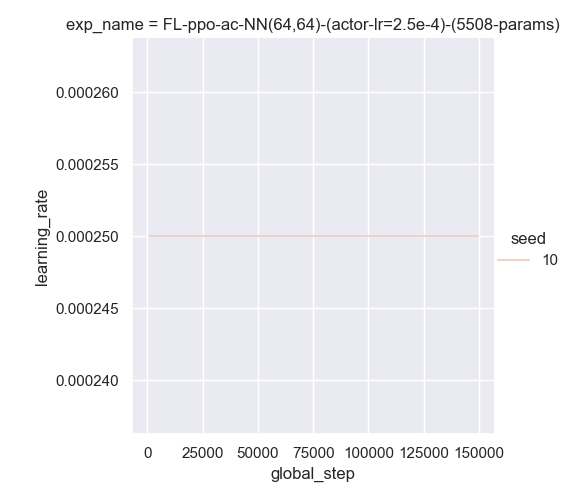 exp_name = FL-ppo-ac-NN(64,64)-(actor-lr=2.5e-4)-(5508-params)
0.000260
0.000255
0.000250
0.000245
0.000240
learning_rate
seed
10
0 25000 50000 75000 100000 125000 150000
global_step